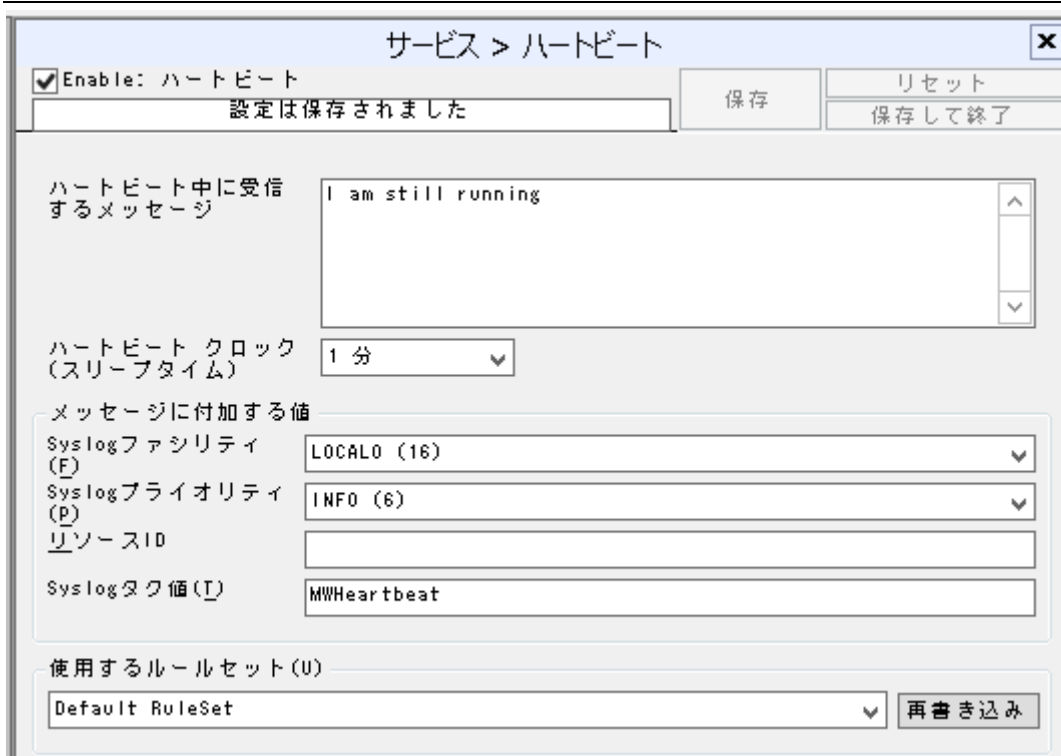 サービス > ハートビート
Enable: ハートビート
設定は保存されました
保存
リセット
保存して終了
ハートビート中に受信
するメッセージ
I am still running
ハートビート クロック
(スリープタイム)
1 分
メッセージに付加する値
Syslogファシリティ
(F)
LOCAL0 (16)
Syslogプライオリティ
(P)
INFO (6)
リソースID
Syslogタク値(T)
MWHeartbeat
使用するルールセット(U)
Default RuleSet
再書き込み